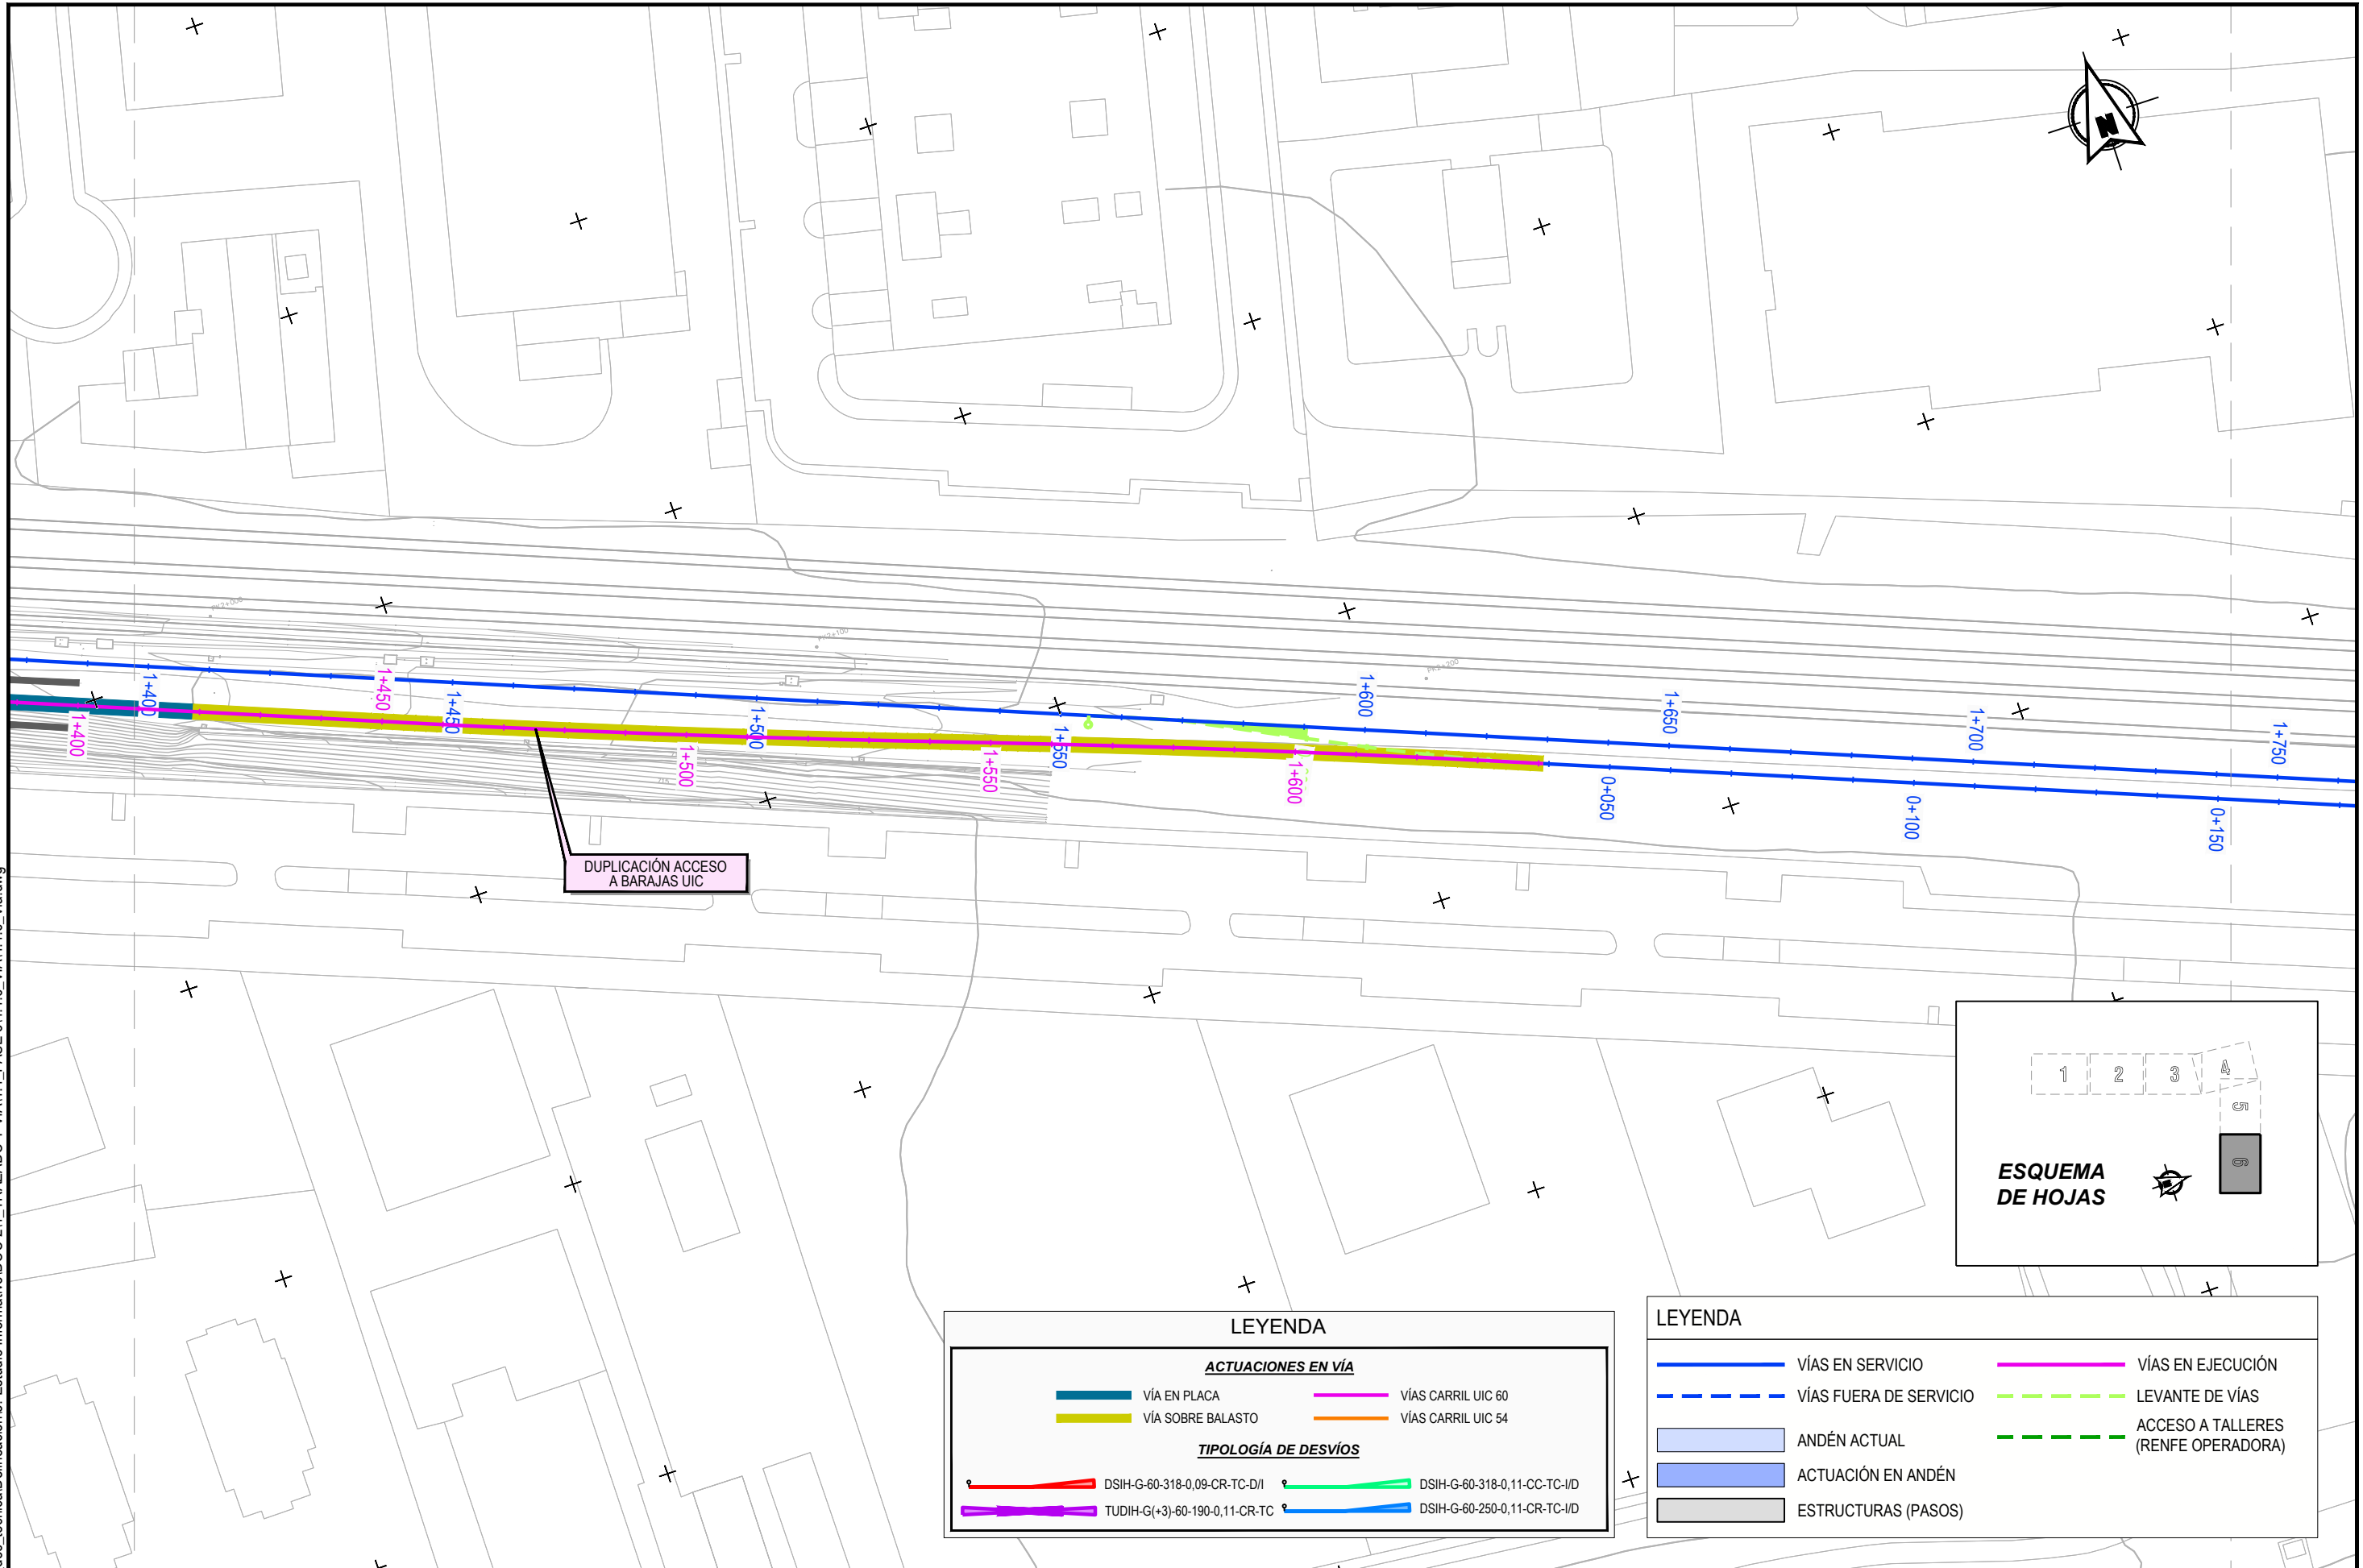 N
PK2+000
PK2+100
PK2+200
1+400
1+450
1+450
1+500
1+550
1+600
1+650
1+700
1+750
1+400
1+500
1+550
1+600
0+050
0+100
0+150
DUPLICACIÓN ACCESO
A BARAJAS UIC
1
2
3
4
5
6
ESQUEMA
DE HOJAS
LEYENDA
ACTUACIONES EN VÍA
VÍA EN PLACA
VÍAS CARRIL UIC 60
VÍA SOBRE BALASTO
VÍAS CARRIL UIC 54
TIPOLOGÍA DE DESVÍOS
DSIH-G-60-318-0,09-CR-TC-D/I
DSIH-G-60-318-0,11-CC-TC-I/D
TUDIH-G(+3)-60-190-0,11-CR-TC
DSIH-G-60-250-0,11-CR-TC-I/D
LEYENDA
VÍAS EN SERVICIO
VÍAS EN EJECUCIÓN
VÍAS FUERA DE SERVICIO
LEVANTE DE VÍAS
ANDÉN ACTUAL
ACCESO A TALLERES
(RENFE OPERADORA)
ACTUACIÓN EN ANDÉN
ESTRUCTURAS (PASOS)